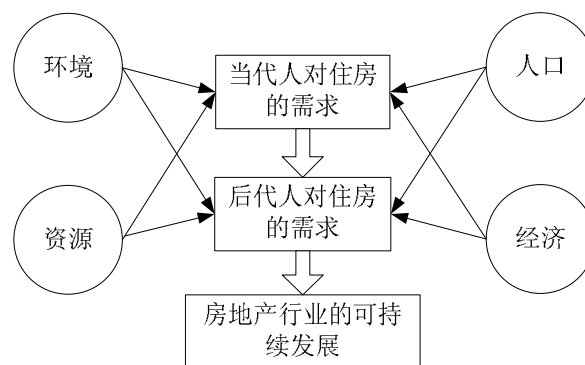 环境
当代人对住房
的需求
人口
资源
后代人对住房
的需求
经济
房地产行业的可持
续发展